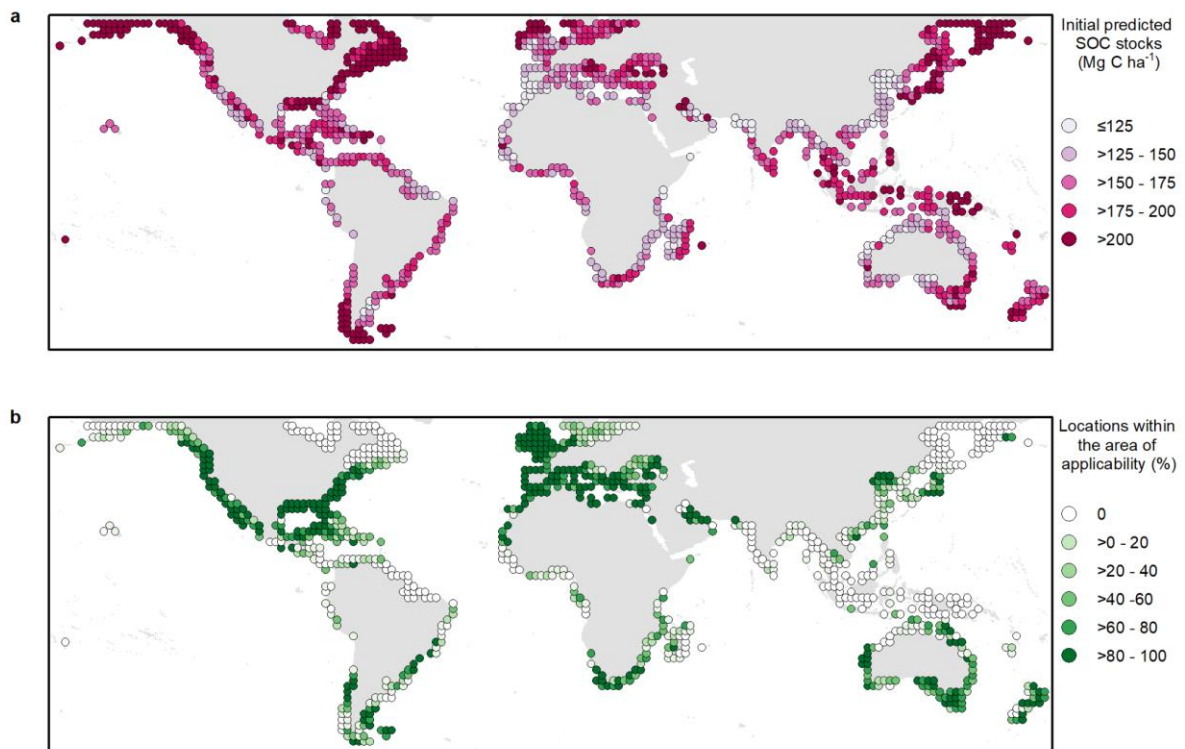 a
Initial predicted
SOC stocks
(Mg C ha⁻¹)
≤125
>125 - 150
>150 - 175
>175 - 200
>200
b
Locations within
the area of
applicability (%)
0
>0 - 20
>20 - 40
>40 -60
>60 - 80
>80 - 100